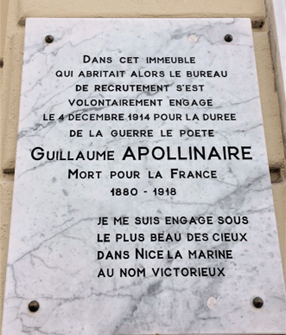 DANS CET IMMEUBLE
QUI ABRITAIT ALORS LE BUREAU
DE RECRUTEMENT S'EST
VOLONTAIREMENT ENGAGE
LE 4 DECEMBRE 1914 POUR LA DUREE
DE LA GUERRE LE POETE
GUILLAUME APOLLINAIRE
MORT POUR LA FRANCE
1880 - 1918
JE ME SUIS ENGAGE SOUS
LE PLUS BEAU DES CIEUX
DANS NICE LA MARINE
AU NOM VICTORIEUX